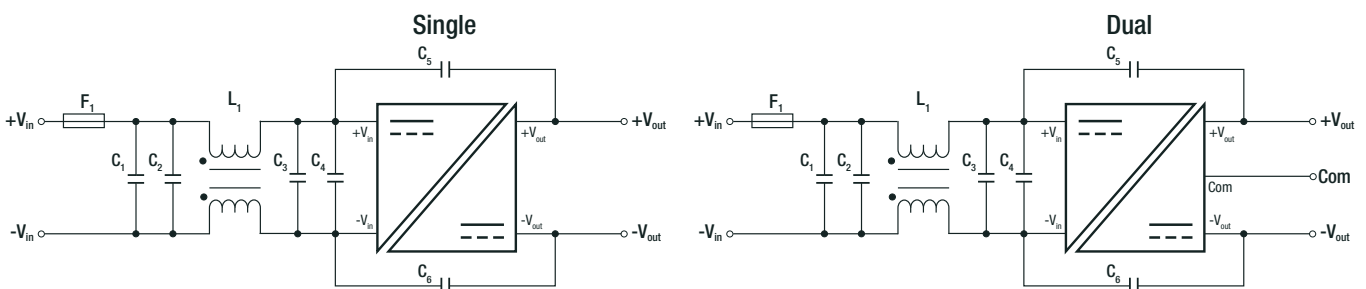 Single
C5
F1
L1
+Vin
+Vin
+Vout
+Vout
C1
C2
C3
C4
-Vin
-Vin
-Vout
-Vout
C6
Dual
C5
F1
L1
+Vin
+Vin
+Vout
+Vout
C1
C2
C3
C4
Com
Com
-Vin
-Vin
-Vout
-Vout
C6